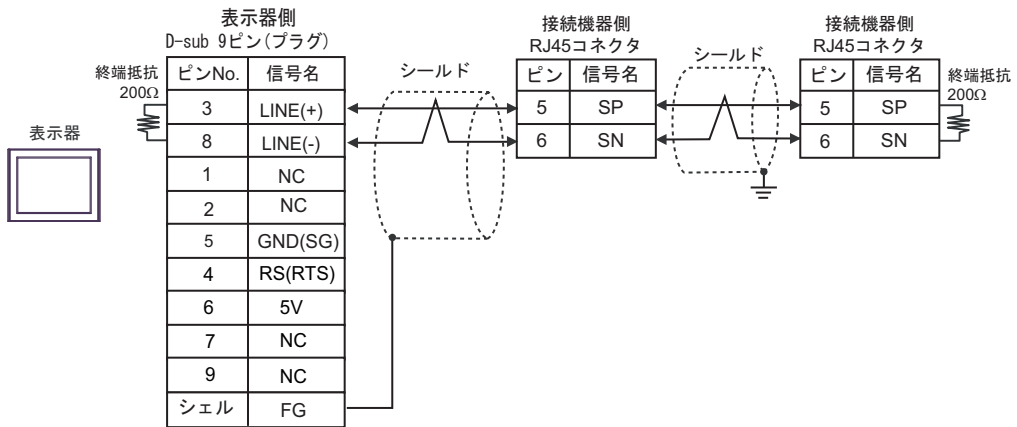 表示器側
D-sub 9ピン(プラグ)
終端抵抗
200Ω
表示器
ピンNo. 信号名
3 LINE(+)
8 LINE(-)
1 NC
2 NC
5 GND(SG)
4 RS(RTS)
6 5V
7 NC
9 NC
シェル FG
シールド
接続機器側
RJ45コネクタ
ピン 信号名
5 SP
6 SN
シールド
接続機器側
RJ45コネクタ
ピン 信号名
5 SP
6 SN
終端抵抗
200Ω